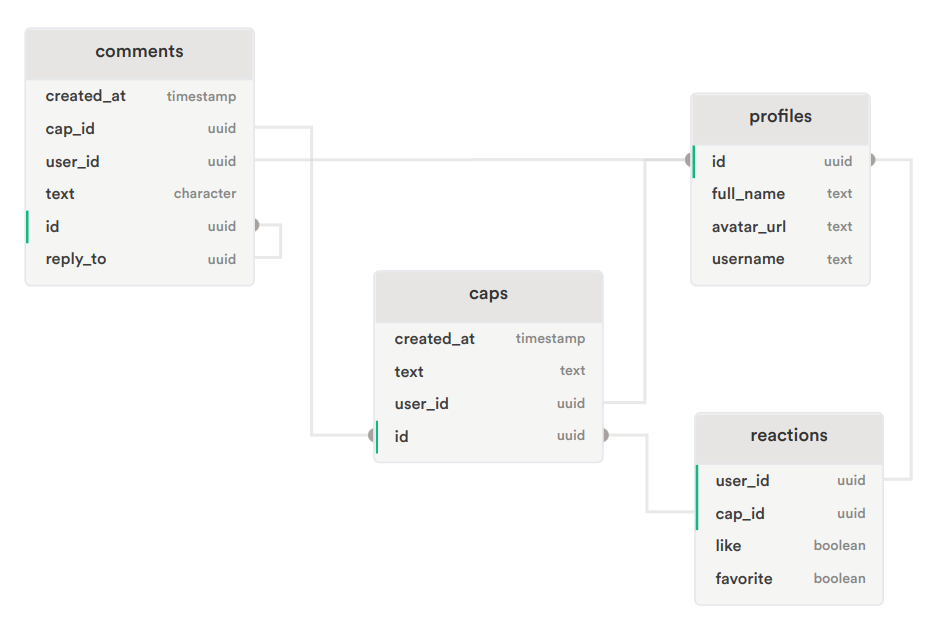 comments
created_at timestamp
cap_id uuid
user_id uuid
text character
id uuid
reply_to uuid
profiles
id uuid
full_name text
avatar_url text
username text
caps
created_at timestamp
text text
user_id uuid
id uuid
reactions
user_id uuid
cap_id uuid
like boolean
favorite boolean